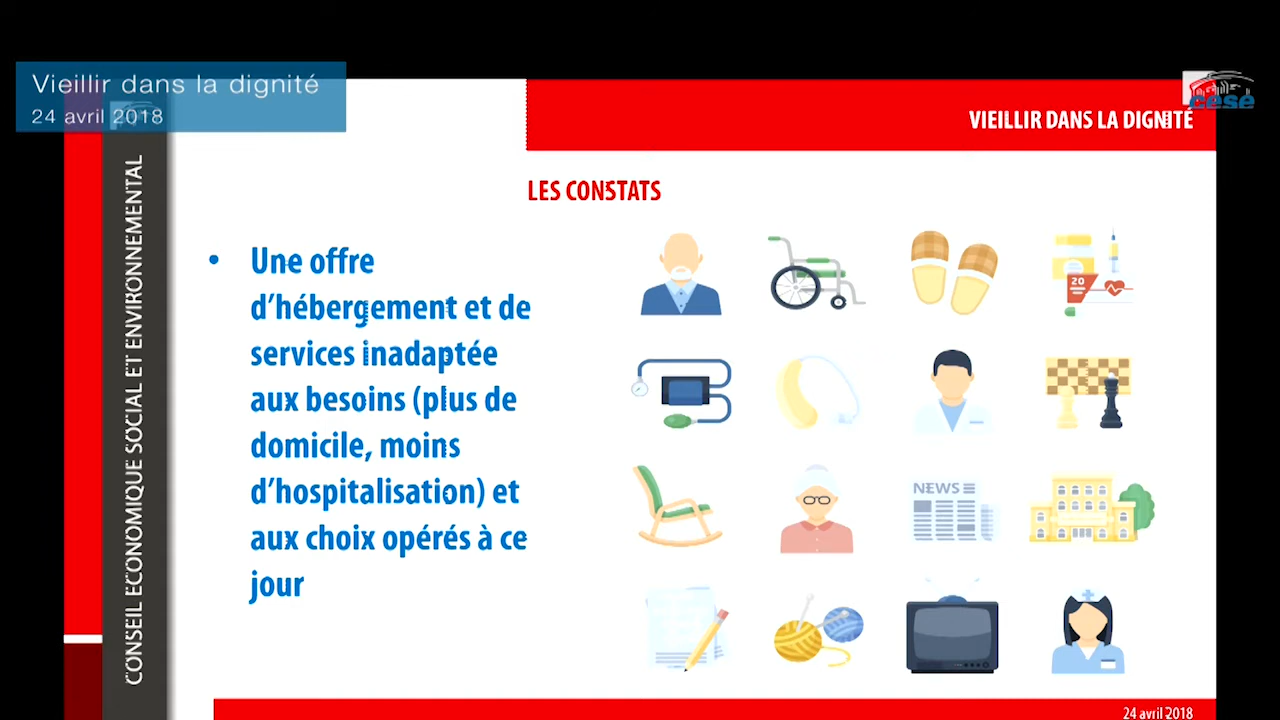 Vieillir dans la dignité
24 avril 2018
cese
VIEILLIR DANS LA DIGNITÉ
CONSEIL ECONOMIQUE SOCIAL ET ENVIRONNEMENTAL
LES CONSTATS
• Une offre
d'hébergement et de
services inadaptée
aux besoins (plus de
domicile, moins
d'hospitalisation) et
aux choix opérés à ce
jour
20
NEWS
24 avril 2018